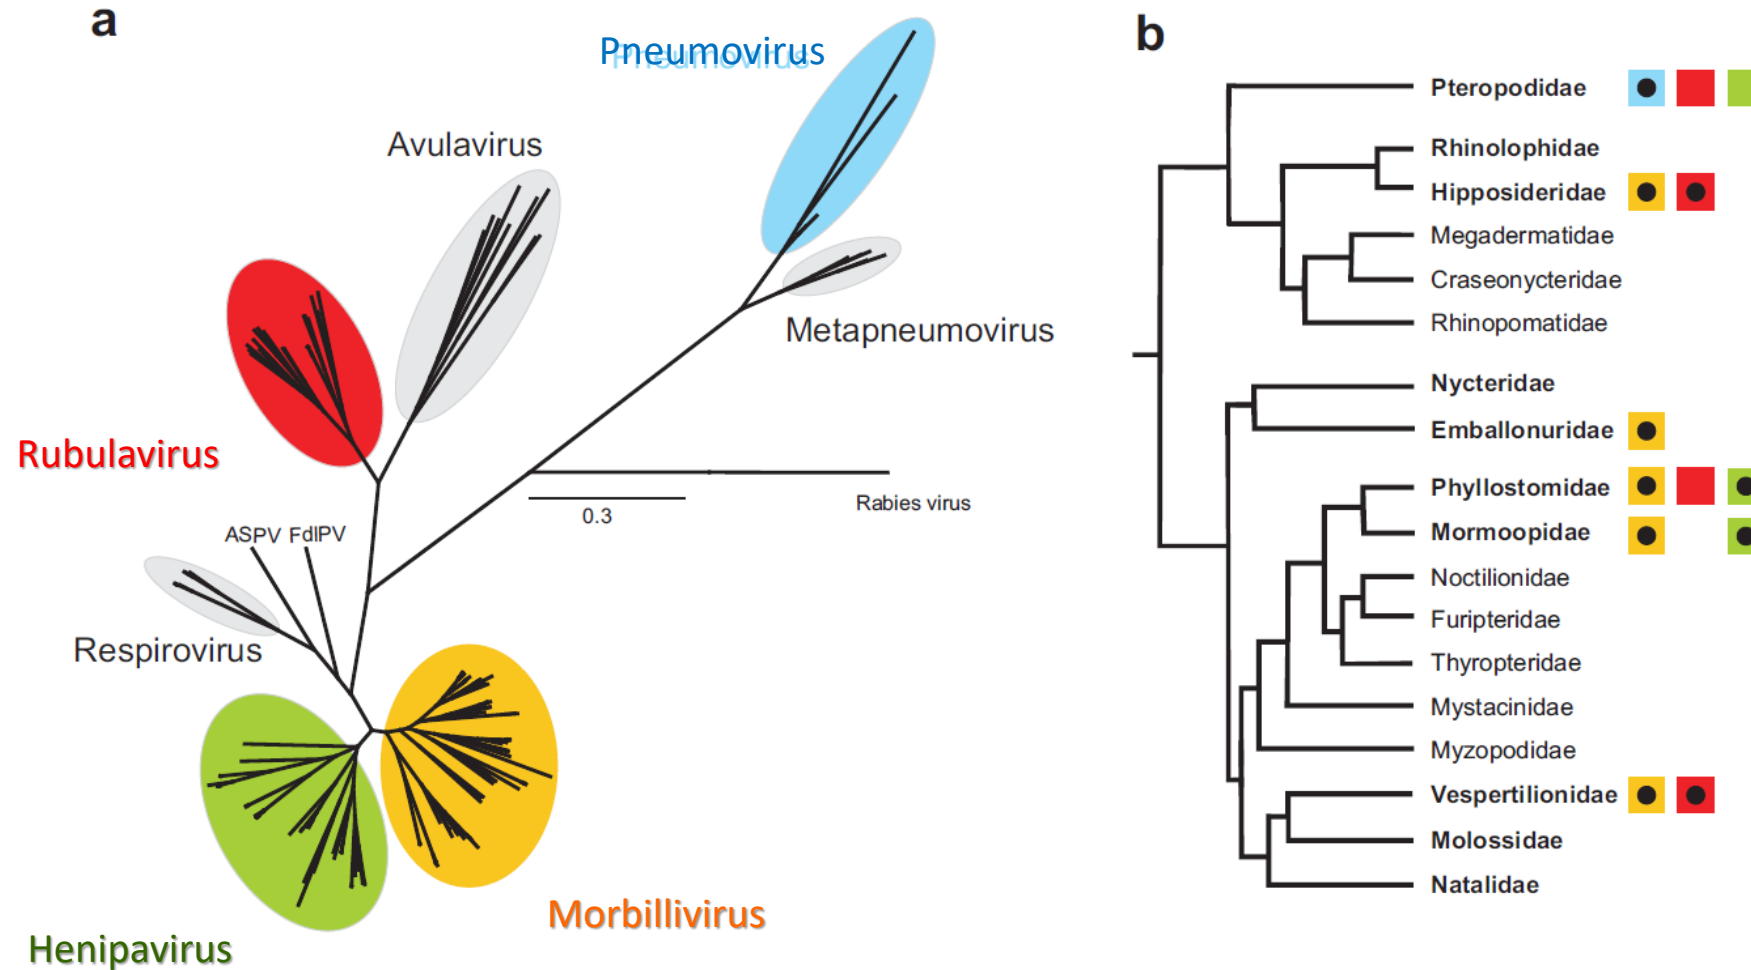 a
Pneumovirus
Pneumovirus
Avulavirus
Metapneumovirus
Rubulavirus
Rabies virus
0.3
ASPV FdlPV
Respirovirus
Morbillivirus
Henipavirus
b
Pteropodidae
Rhinolophidae
Hipposideridae
Megadermatidae
Craseonycteridae
Rhinopomatidae
Nycteridae
Emballonuridae
Phyllostomidae
Mormoopidae
Noctilionidae
Furipteridae
Thyropteridae
Mystacinidae
Myzopodidae
Vespertilionidae
Molossidae
Natalidae